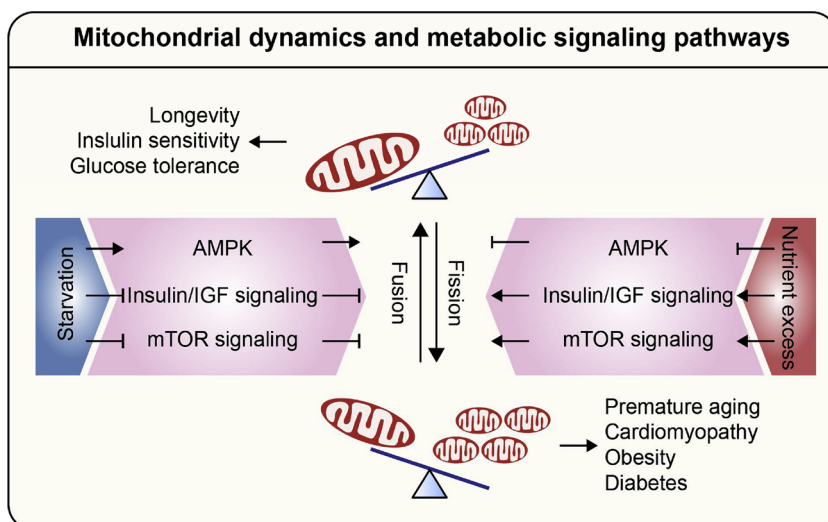 Mitochondrial dynamics and metabolic signaling pathways
Longevity
Inslulin sensitivity
Glucose tolerance
Starvation
AMPK
Insulin/IGF signaling
mTOR signaling
Fusion
Fission
AMPK
Insulin/IGF signaling
mTOR signaling
Nutrient excess
Premature aging
Cardiomyopathy
Obesity
Diabetes